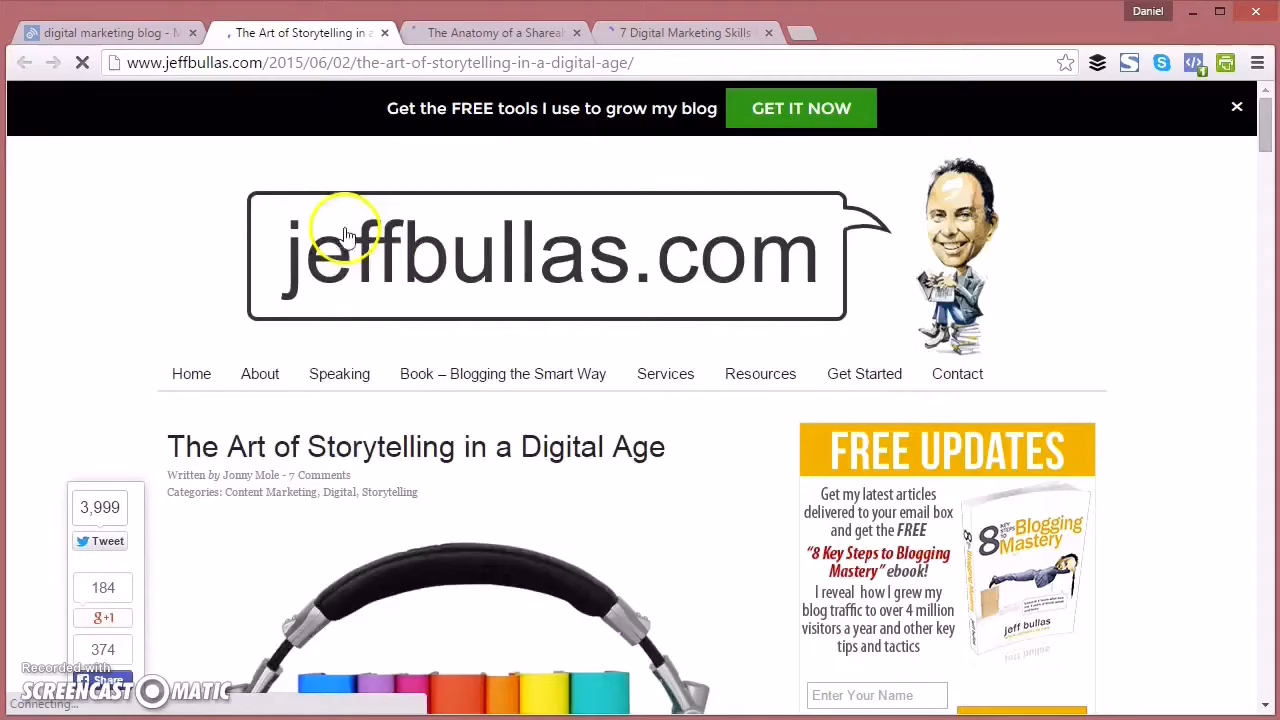 Daniel
digital marketing blog - M
The Art of Storytelling in a
The Anatomy of a Shareab
7 Digital Marketing Skills
www.jeffbullas.com/2015/06/02/the-art-of-storytelling-in-a-digital-age/
Get the FREE tools I use to grow my blog
GET IT NOW
jeffbullas.com
Home
About
Speaking
Book – Blogging the Smart Way
Services
Resources
Get Started
Contact
The Art of Storytelling in a Digital Age
Written by Jonny Mole - 7 Comments
Categories: Content Marketing, Digital, Storytelling
3,999
Tweet
184
g+1
374
Share
FREE UPDATES
Get my latest articles
delivered to your email box
and get the FREE
"8 Key Steps to Blogging
Mastery" ebook!
I reveal how I grew my
blog traffic to over 4 million
visitors a year and other key
tips and tactics
8 KEY STEPS TO Blogging
Mastery
jeff bullas
Enter Your Name
Recorded with
SCREENCAST O MATIC
Connecting...